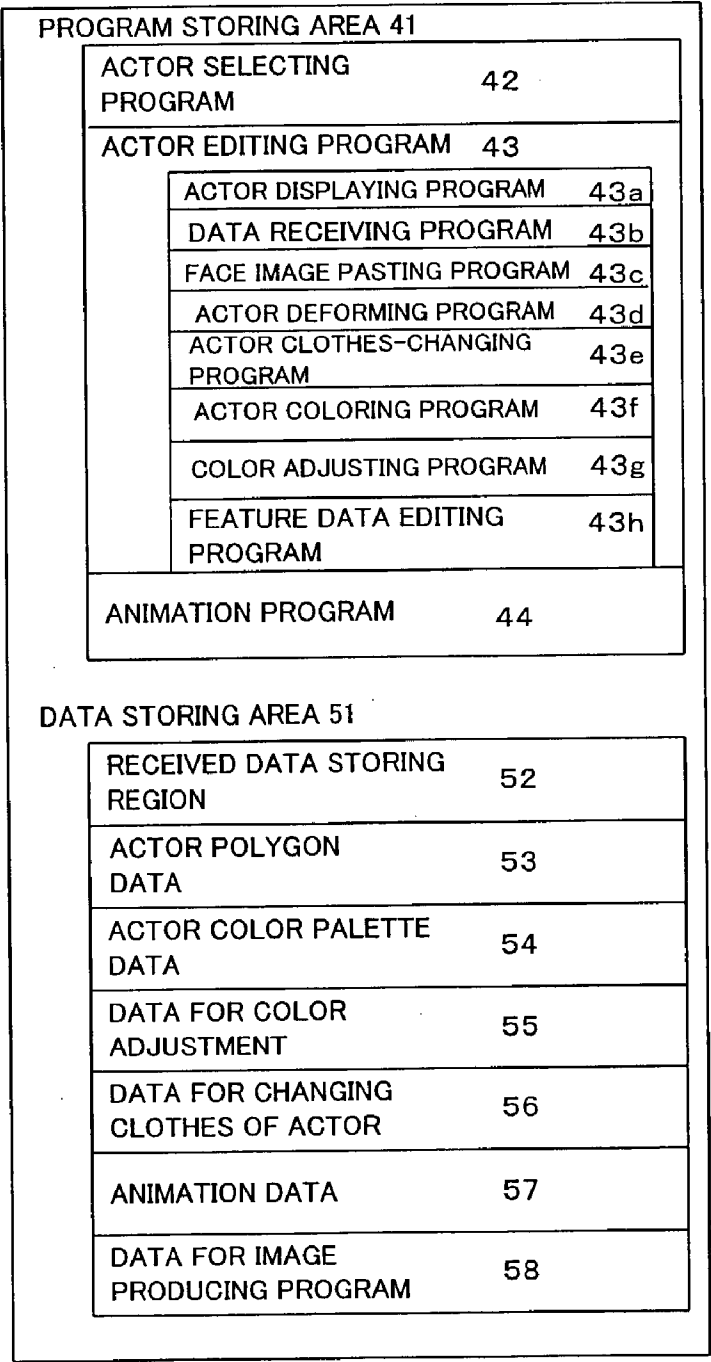 PROGRAM STORING AREA 41
ACTOR SELECTING
PROGRAM 42
ACTOR EDITING PROGRAM 43
ACTOR DISPLAYING PROGRAM 43a
DATA RECEIVING PROGRAM 43b
FACE IMAGE PASTING PROGRAM 43c
ACTOR DEFORMING PROGRAM 43d
ACTOR CLOTHES-CHANGING
PROGRAM 43e
ACTOR COLORING PROGRAM 43f
COLOR ADJUSTING PROGRAM 43g
FEATURE DATA EDITING 43h
PROGRAM
ANIMATION PROGRAM 44
DATA STORING AREA 51
RECEIVED DATA STORING
REGION 52
ACTOR POLYGON
DATA 53
ACTOR COLOR PALETTE
DATA 54
DATA FOR COLOR
ADJUSTMENT 55
DATA FOR CHANGING
CLOTHES OF ACTOR 56
ANIMATION DATA 57
DATA FOR IMAGE
PRODUCING PROGRAM 58